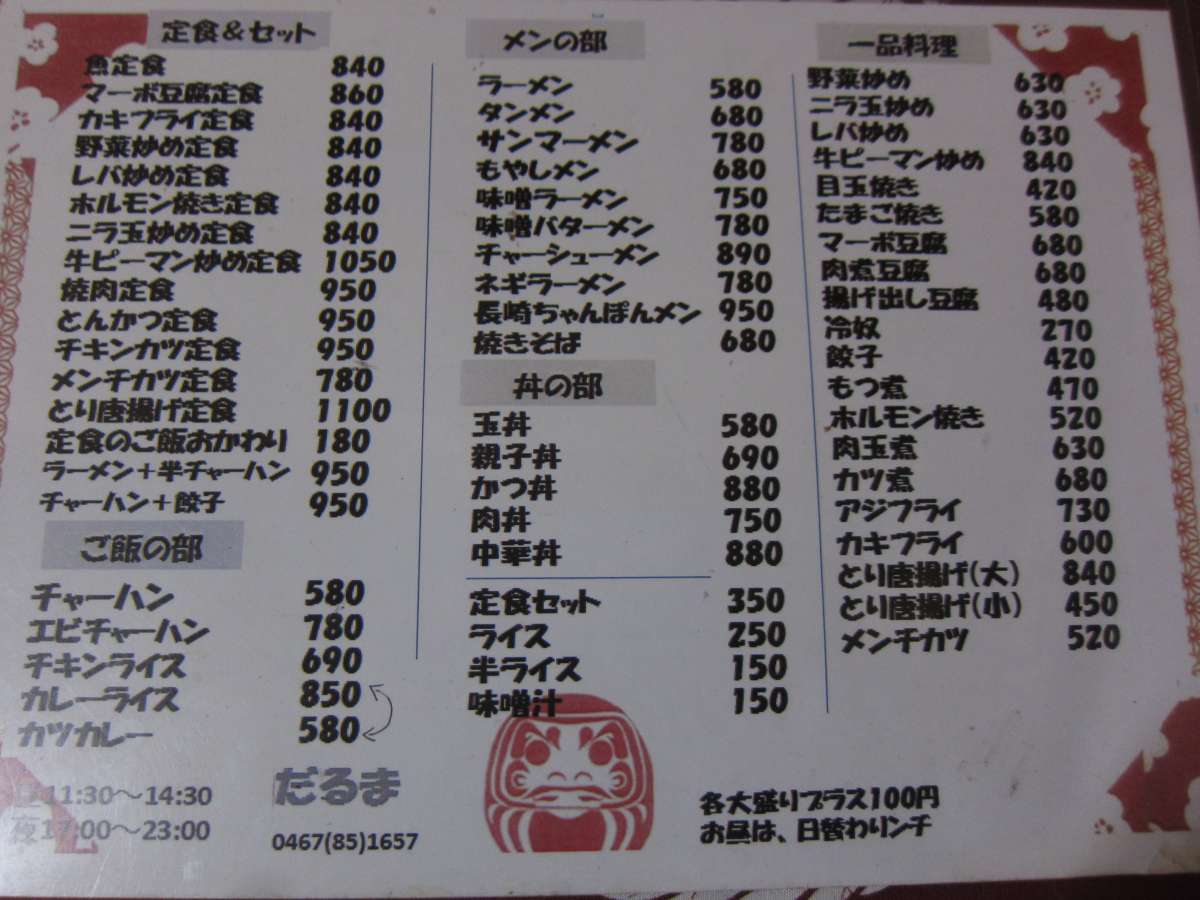 定食&セット
魚定食 840
マーボ豆腐定食 860
カキフライ定食 840
野菜炒め定食 840
レバ炒め定食 840
ホルモン焼き定食 840
ニラ玉炒め定食 840
牛ピーマン炒め定食 1050
焼肉定食 950
とんかつ定食 950
チキンカツ定食 950
メンチカツ定食 780
とり唐揚げ定食 1100
定食のご飯おかわり 180
ラーメン+半チャーハン 950
チャーハン+餃子 950
ご飯の部
チャーハン 580
エビチャーハン 780
チキンライス 690
カレーライス 850
カツカレー 580
11:30～14:30
夜17:00～23:00
だるま
0467(85)1657
メンの部
ラーメン 580
タンメン 680
サンマーメン 780
もやしメン 680
味噌ラーメン 750
味噌バターメン 780
チャーシューメン 890
ネギラーメン 780
長崎ちゃんぽんメン 950
焼きそば 680
丼の部
玉丼 580
親子丼 690
かつ丼 880
肉丼 750
中華丼 880
定食セット 350
ライス 250
半ライス 150
味噌汁 150
一品料理
野菜炒め 630
ニラ玉炒め 630
レバ炒め 630
牛ピーマン炒め 840
目玉焼き 420
たまご焼き 580
マーボ豆腐 680
肉煮豆腐 680
揚げ出し豆腐 480
冷奴 270
餃子 420
もつ煮 470
ホルモン焼き 520
肉玉煮 630
カツ煮 680
アジフライ 730
カキフライ 600
とり唐揚げ(大) 840
とり唐揚げ(小) 450
メンチカツ 520
各大盛りプラス100円
お昼は、日替わりンチ